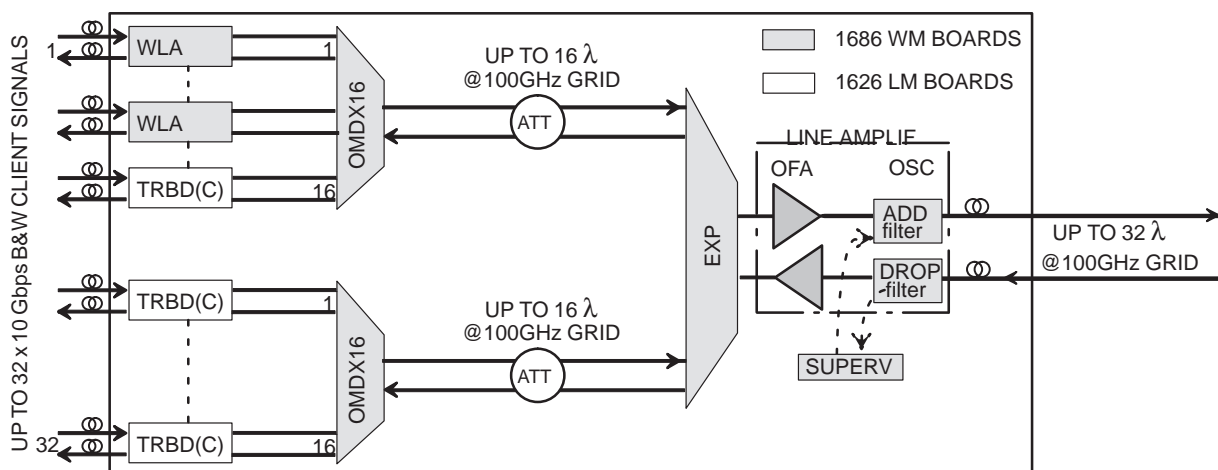 UP TO 32 x 10 Gbps B&W CLIENT SIGNALS
1
WLA
1
WLA
TRBD(C)
16
OMDX16
UP TO 16 λ
@100GHz GRID
ATT
1686 WM BOARDS
1626 LM BOARDS
LINE AMPLIF
OFA
OSC
EXP
ADD
filter
DROP
filter
SUPERV
UP TO 32 λ
@100GHz GRID
TRBD(C)
1
OMDX16
UP TO 16 λ
@100GHz GRID
ATT
32
TRBD(C)
16